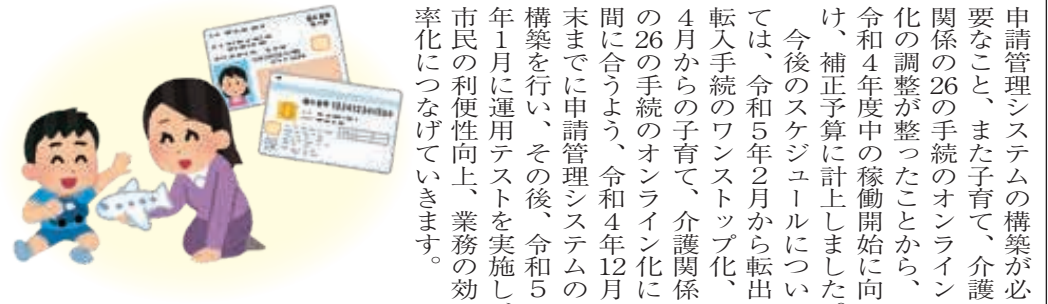 申請管理システムの構築が必
要なこと、また子育て、介護
関係の26の手続のオンライン
化の調整が整ったことから、
令和4年度中の稼働開始に向
け、補正予算に計上しました。
　今後のスケジュールについ
ては、令和5年2月から転出
転入手続のワンストップ化、
4月からの子育て、介護関係
の26の手続のオンライン化に
間に合うよう、令和4年12月
末までに申請管理システムの
構築を行い、その後、令和5
年1月に運用テストを実施し、
市民の利便性向上、業務の効
率化につなげていきます。